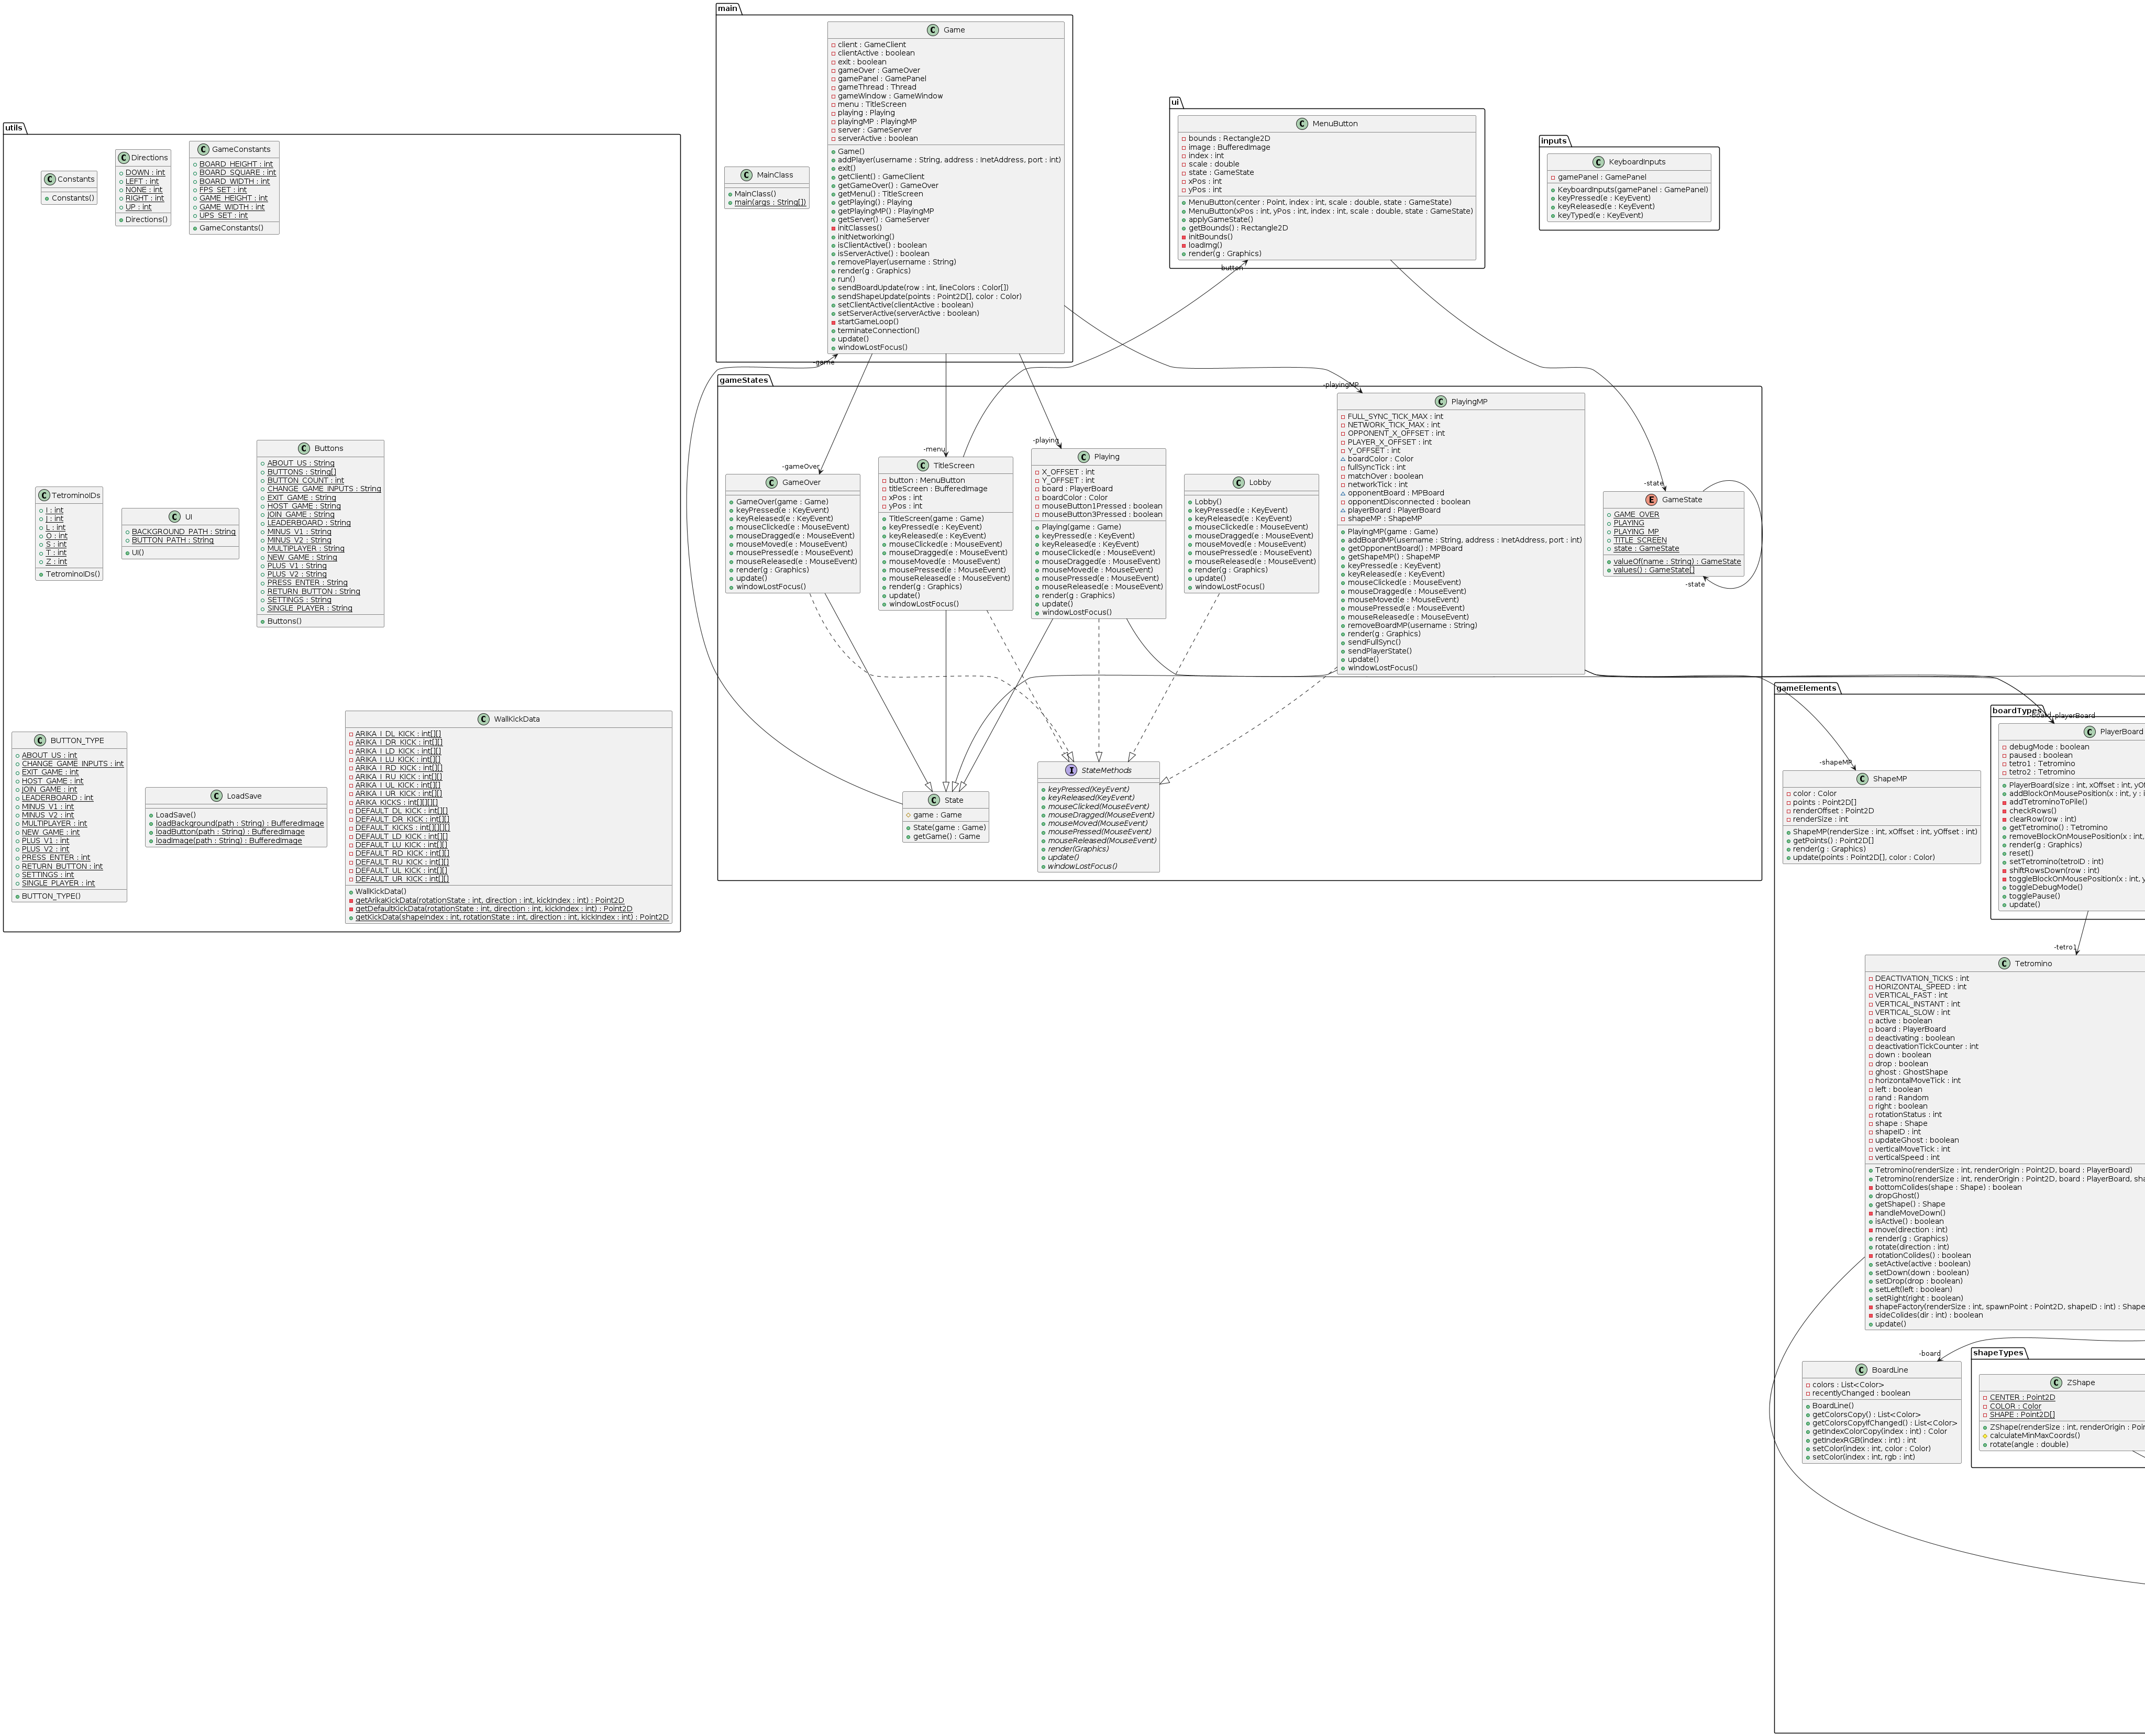 main
C Game
client : GameClient
clientActive : boolean
exit : boolean
gameOver : GameOver
gamePanel : GamePanel
gameThread : Thread
gameWindow : GameWindow
menu : TitleScreen
playing : Playing
playingMP : PlayingMP
server : GameServer
serverActive : boolean
Game()
addPlayer(username : String, address : InetAddress, port : int)
exit()
getClient() : GameClient
getGameOver() : GameOver
getMenu() : TitleScreen
getPlaying() : Playing
getPlayingMP() : PlayingMP
getServer() : GameServer
initClasses()
initNetworking()
isClientActive() : boolean
isServerActive() : boolean
removePlayer(username : String)
render(g : Graphics)
run()
sendBoardUpdate(row : int, lineColors : Color[])
sendShapeUpdate(points : Point2D[], color : Color)
setClientActive(clientActive : boolean)
setServerActive(serverActive : boolean)
startGameLoop()
terminateConnection()
update()
windowLostFocus()
C MainClass
MainClass()
main(args : String[])
ui
C MenuButton
bounds : Rectangle2D
image : BufferedImage
index : int
scale : double
state : GameState
xPos : int
yPos : int
MenuButton(center : Point, index : int, scale : double, state : GameState)
MenuButton(xPos : int, yPos : int, index : int, scale : double, state : GameState)
applyGameState()
getBounds() : Rectangle2D
initBounds()
loadImg()
render(g : Graphics)
inputs
C KeyboardInputs
gamePanel : GamePanel
KeyboardInputs(gamePanel : GamePanel)
keyPressed(e : KeyEvent)
keyReleased(e : KeyEvent)
keyTyped(e : KeyEvent)
utils
C Constants
Constants()
C Directions
DOWN : int
LEFT : int
NONE : int
RIGHT : int
UP : int
Directions()
C GameConstants
BOARD_HEIGHT : int
BOARD_SQUARE : int
BOARD_WIDTH : int
FPS_SET : int
GAME_HEIGHT : int
GAME_WIDTH : int
UPS_SET : int
GameConstants()
C TetrominoIDs
I : int
J : int
L : int
O : int
S : int
T : int
Z : int
TetrominoIDs()
C UI
BACKGROUND_PATH : String
BUTTON_PATH : String
UI()
C Buttons
ABOUT_US : String
BUTTONS : String[]
BUTTON_COUNT : int
CHANGE_GAME_INPUTS : String
EXIT_GAME : String
HOST_GAME : String
JOIN_GAME : String
LEADERBOARD : String
MINUS_V1 : String
MINUS_V2 : String
MULTIPLAYER : String
NEW_GAME : String
PLUS_V1 : String
PLUS_V2 : String
PRESS_ENTER : String
RETURN_BUTTON : String
SETTINGS : String
SINGLE_PLAYER : String
Buttons()
C BUTTON_TYPE
ABOUT_US : int
CHANGE_GAME_INPUTS : int
EXIT_GAME : int
HOST_GAME : int
JOIN_GAME : int
LEADERBOARD : int
MINUS_V1 : int
MINUS_V2 : int
MULTIPLAYER : int
NEW_GAME : int
PLUS_V1 : int
PLUS_V2 : int
PRESS_ENTER : int
RETURN_BUTTON : int
SETTINGS : int
SINGLE_PLAYER : int
BUTTON_TYPE()
C LoadSave
LoadSave()
loadBackground(path : String) : BufferedImage
loadButton(path : String) : BufferedImage
loadimage(path : String) : BufferedImage
C WallKickData
ARIKA_I_DL_KICK : int[][]
ARIKA_I_DR_KICK : int[][]
ARIKA_I_LD_KICK : int[][]
ARIKA_I_LU_KICK : int[][]
ARIKA_I_RD_KICK : int[][]
ARIKA_I_RU_KICK : int[][]
ARIKA_I_UL_KICK : int[][]
ARIKA_I_UR_KICK : int[][]
ARIKA_KICKS : int[][][][]
DEFAULT_DL_KICK : int[][]
DEFAULT_DR_KICK : int[][]
DEFAULT_KICKS : int[][][][]
DEFAULT_LD_KICK : int[][]
DEFAULT_LU_KICK : int[][]
DEFAULT_RD_KICK : int[][]
DEFAULT_RU_KICK : int[][]
DEFAULT_UL_KICK : int[][]
DEFAULT_UR_KICK : int[][]
WallKickData()
getArikaKickData(rotationState : int, direction : int, kickIndex : int) : Point2D
getDefaultKickData(rotationState : int, direction : int, kickIndex : int) : Point2D
getKickData(shapeIndex : int, rotationState : int, direction : int, kickIndex : int) : Point2D
-button
-game
-gameOver
-menu
-playing
-playingMP
-state
-state
gameStates
C GameOver
GameOver(game : Game)
keyPressed(e : KeyEvent)
keyReleased(e : KeyEvent)
mouseClicked(e : MouseEvent)
mouseDragged(e : MouseEvent)
mouseMoved(e : MouseEvent)
mousePressed(e : MouseEvent)
mouseReleased(e : MouseEvent)
render(g : Graphics)
update()
windowLostFocus()
C TitleScreen
button : MenuButton
titleScreen : BufferedImage
xPos : int
yPos : int
TitleScreen(game : Game)
keyPressed(e : KeyEvent)
keyReleased(e : KeyEvent)
mouseClicked(e : MouseEvent)
mouseDragged(e : MouseEvent)
mouseMoved(e : MouseEvent)
mousePressed(e : MouseEvent)
mouseReleased(e : MouseEvent)
render(g : Graphics)
update()
windowLostFocus()
C Playing
X_OFFSET : int
Y_OFFSET : int
board : PlayerBoard
boardColor : Color
mouseButton1Pressed : boolean
mouseButton3Pressed : boolean
Playing(game : Game)
keyPressed(e : KeyEvent)
keyReleased(e : KeyEvent)
mouseClicked(e : MouseEvent)
mouseDragged(e : MouseEvent)
mouseMoved(e : MouseEvent)
mousePressed(e : MouseEvent)
mouseReleased(e : MouseEvent)
render(g : Graphics)
update()
windowLostFocus()
C Lobby
Lobby()
keyPressed(e : KeyEvent)
keyReleased(e : KeyEvent)
mouseClicked(e : MouseEvent)
mouseDragged(e : MouseEvent)
mouseMoved(e : MouseEvent)
mousePressed(e : MouseEvent)
mouseReleased(e : MouseEvent)
render(g : Graphics)
update()
windowLostFocus()
C PlayingMP
FULL_SYNC_TICK_MAX : int
NETWORK_TICK_MAX : int
OPPONENT_X_OFFSET : int
PLAYER_X_OFFSET : int
Y_OFFSET : int
boardColor : Color
fullSyncTick : int
matchOver : boolean
networkTick : int
opponentBoard : MPBoard
opponentDisconnected : boolean
playerBoard : PlayerBoard
shapeMP : ShapeMP
PlayingMP(game : Game)
addBoardMP(username : String, address : InetAddress, port : int)
getOpponentBoard() : MPBoard
getShapeMP() : ShapeMP
keyPressed(e : KeyEvent)
keyReleased(e : KeyEvent)
mouseClicked(e : MouseEvent)
mouseDragged(e : MouseEvent)
mouseMoved(e : MouseEvent)
mousePressed(e : MouseEvent)
mouseReleased(e : MouseEvent)
removeBoardMP(username : String)
render(g : Graphics)
sendFullSync()
sendPlayerState()
update()
windowLostFocus()
E GameState
GAME_OVER
PLAYING
PLAYING_MP
TITLE_SCREEN
state : GameState
valueOf(name : String) : GameState
values() : GameState[]
C State
game : Game
State(game : Game)
getGame() : Game
I StateMethods
keyPressed(KeyEvent)
keyReleased(KeyEvent)
mouseClicked(MouseEvent)
mouseDragged(MouseEvent)
mouseMoved(MouseEvent)
mousePressed(MouseEvent)
mouseReleased(MouseEvent)
render(Graphics)
update()
windowLostFocus()
gameElements
-shapeMP
C ShapeMP
color : Color
points : Point2D[]
renderOffset : Point2D
renderSize : int
ShapeMP(renderSize : int, xOffset : int, yOffset : int)
getPoints() : Point2D[]
render(g : Graphics)
update(points : Point2D[], color : Color)
boardTypes
-board
-playerBoard
C PlayerBoard
debugMode : boolean
paused : boolean
tetro1 : Tetromino
tetro2 : Tetromino
PlayerBoard(size : int, xOffset : int, yOf
addBlockOnMousePosition(x : int, y : i
addTetrominoToPile()
checkRows()
clearRow(row : int)
getTetromino() : Tetromino
removeBlockOnMousePosition(x : int,
render(g : Graphics)
reset()
setTetromino(tetroID : int)
shiftRowsDown(row : int)
toggleBlockOnMousePosition(x : int, y
toggleDebugMode()
togglePause()
update()
-tetro1
C Tetromino
DEACTIVATION_TICKS : int
HORIZONTAL_SPEED : int
VERTICAL_FAST : int
VERTICAL_INSTANT : int
VERTICAL_SLOW : int
active : boolean
board : PlayerBoard
deactivating : boolean
deactivationTickCounter : int
down : boolean
drop : boolean
ghost : GhostShape
horizontalMoveTick : int
left : boolean
rand : Random
right : boolean
rotationStatus : int
shape : Shape
shapeID : int
updateGhost : boolean
verticalMoveTick : int
verticalSpeed : int
Tetromino(renderSize : int, renderOrigin : Point2D, board : PlayerBoard)
Tetromino(renderSize : int, renderOrigin : Point2D, board : PlayerBoard, sha
bottomColides(shape : Shape) : boolean
dropGhost()
getShape() : Shape
handleMoveDown()
isActive() : boolean
move(direction : int)
render(g : Graphics)
rotate(direction : int)
rotationColides() : boolean
setActive(active : boolean)
setDown(down : boolean)
setDrop(drop : boolean)
setLeft(left : boolean)
setRight(right : boolean)
shapeFactory(renderSize : int, spawnPoint : Point2D, shapeID : int) : Shape
sideColides(dir : int) : boolean
update()
-board
C BoardLine
colors : List<Color>
recentlyChanged : boolean
BoardLine()
getColorsCopy() : List<Color>
getColorsCopyIfChanged() : List<Color>
getIndexColorCopy(index : int) : Color
getIndexRGB(index : int) : int
setColor(index : int, color : Color)
setColor(index : int, rgb : int)
shapeTypes
C ZShape
CENTER : Point2D
COLOR : Color
SHAPE : Point2D[]
ZShape(renderSize : int, renderOrigin : Poin
calculateMinMaxCoords()
rotate(angle : double)